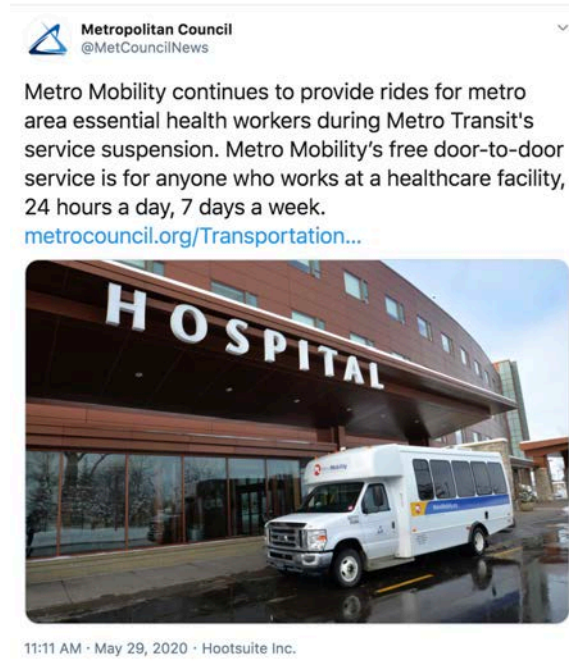 Metropolitan Council
@MetCouncilNews
Metro Mobility continues to provide rides for metro
area essential health workers during Metro Transit's
service suspension. Metro Mobility’s free door-to-door
service is for anyone who works at a healthcare facility,
24 hours a day, 7 days a week.
metrocouncil.org/Transportation...
HOSPITAL
11:11 AM · May 29, 2020 · Hootsuite Inc.